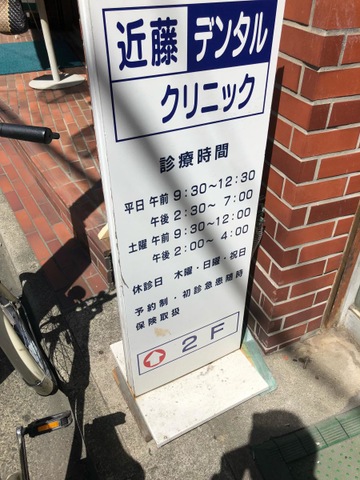 近藤 デンタル
クリニック
診療時間
平日 午前 9:30～12:30
午後 2:30～ 7:00
土曜 午前 9:30～12:00
午後 2:00～ 4:00
休診日 木曜・日曜・祝日
予約制・初診急患随時
保険取扱
2F